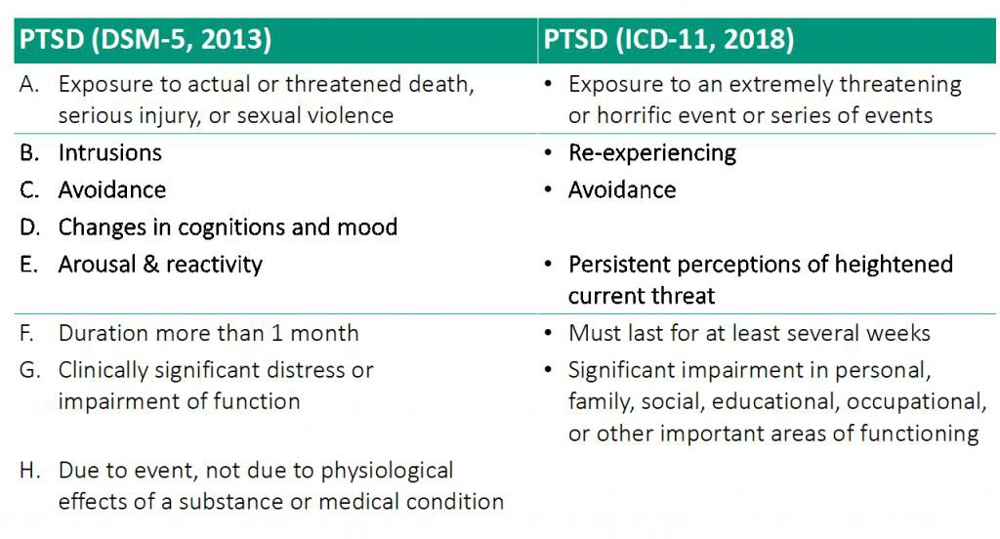 PTSD (DSM-5, 2013)
PTSD (ICD-11, 2018)
A. Exposure to actual or threatened death,
serious injury, or sexual violence
• Exposure to an extremely threatening
or horrific event or series of events
B. Intrusions
• Re-experiencing
C. Avoidance
• Avoidance
D. Changes in cognitions and mood
E. Arousal & reactivity
• Persistent perceptions of heightened
current threat
F. Duration more than 1 month
• Must last for at least several weeks
G. Clinically significant distress or
impairment of function
• Significant impairment in personal,
family, social, educational, occupational,
or other important areas of functioning
H. Due to event, not due to physiological
effects of a substance or medical condition